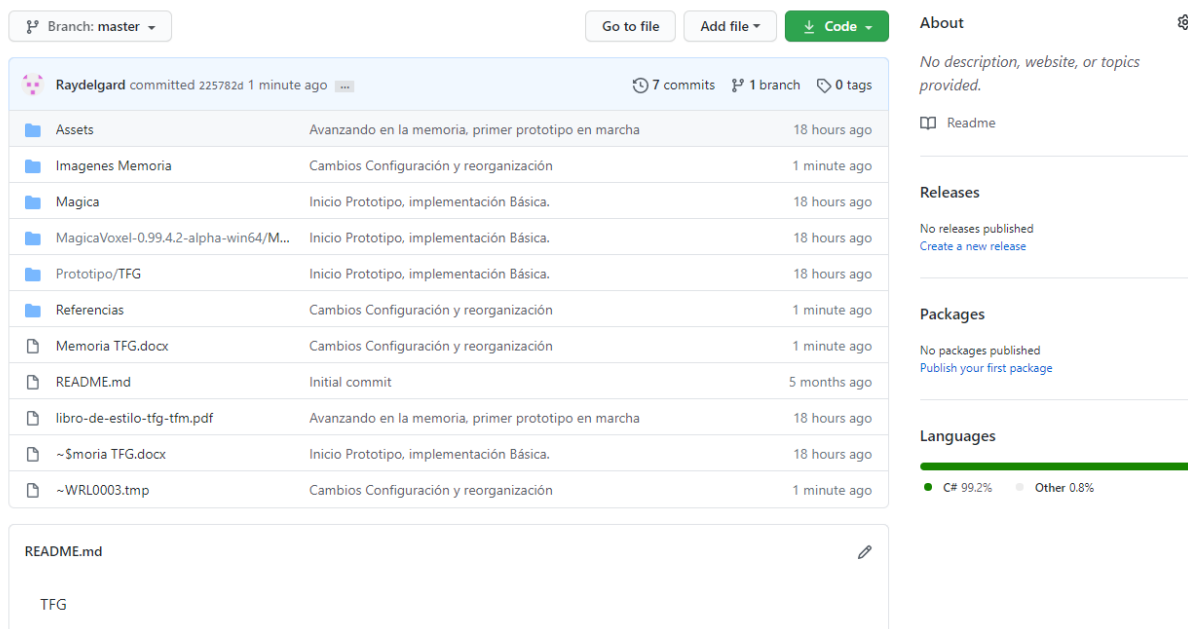 Branch: master
Go to file
Add file
Code
Raydelgard committed 225782d 1 minute ago ...
7 commits
1 branch
0 tags
Assets Avanzando en la memoria, primer prototipo en marcha 18 hours ago
Imagenes Memoria Cambios Configuración y reorganización 1 minute ago
Magica Inicio Prototipo, implementación Básica. 18 hours ago
MagicaVoxel-0.99.4.2-alpha-win64/M... Inicio Prototipo, implementación Básica. 18 hours ago
Prototipo/TFG Inicio Prototipo, implementación Básica. 18 hours ago
Referencias Cambios Configuración y reorganización 1 minute ago
Memoria TFG.docx Cambios Configuración y reorganización 1 minute ago
README.md Initial commit 5 months ago
libro-de-estilo-tfg-tfm.pdf Avanzando en la memoria, primer prototipo en marcha 18 hours ago
~$moria TFG.docx Inicio Prototipo, implementación Básica. 18 hours ago
~WRL0003.tmp Cambios Configuración y reorganización 1 minute ago
README.md
TFG
About
No description, website, or topics
provided.
Readme
Releases
No releases published
Create a new release
Packages
No packages published
Publish your first package
Languages
C# 99.2% Other 0.8%